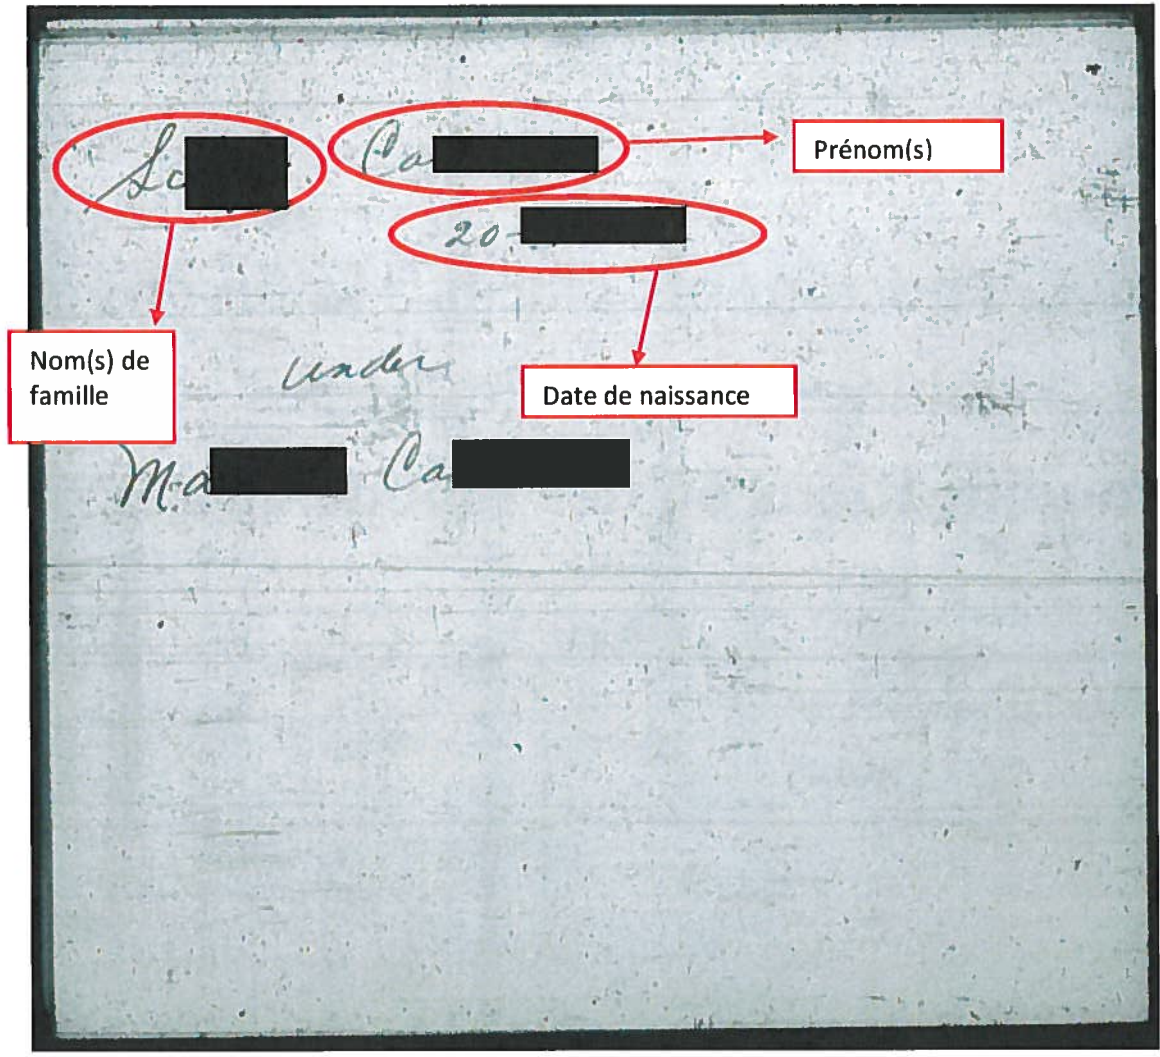 Sc Ca
Prénom(s)
20-
Nom(s) de
famille
under
Date de naissance
Ma Ca